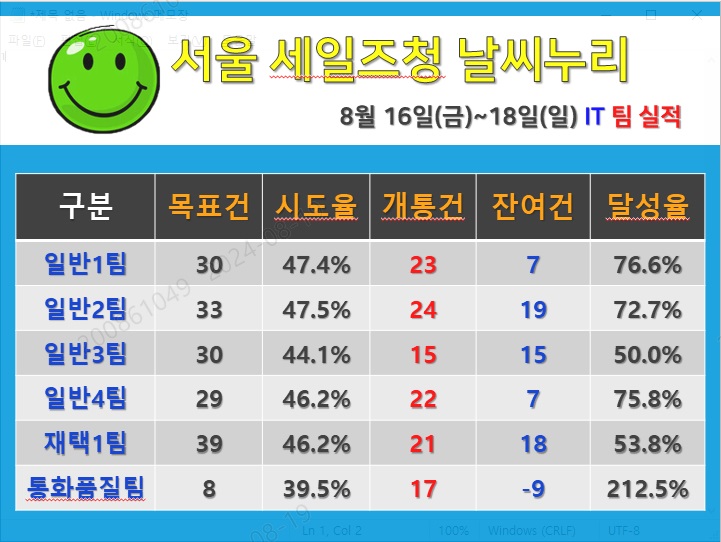 서울 세일즈청 날씨누리
8월 16일(금)~18일(일) IT 팀 실적
구분 목표건 시도율 개통건 잔여건 달성율
일반1팀 30 47.4% 23 7 76.6%
일반2팀 33 47.5% 24 19 72.7%
일반3팀 30 44.1% 15 15 50.0%
일반4팀 29 46.2% 22 7 75.8%
재택1팀 39 46.2% 21 18 53.8%
통화품질팀 8 39.5% 17 -9 212.5%
Ln 1, Col 2 100% Windows (CRLF) UTF-8
200861049